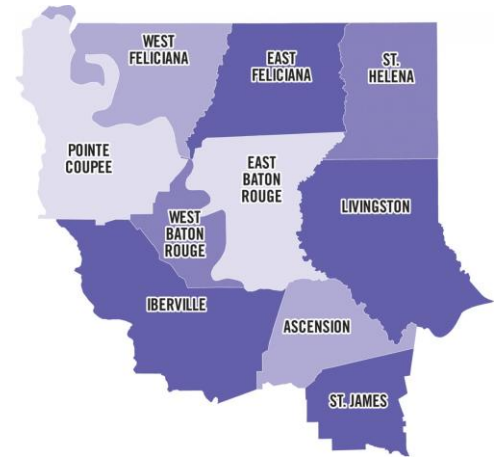 WEST
FELICIANA
EAST
FELICIANA
ST.
HELENA
POINTE
COUPEE
EAST
BATON
ROUGE
WEST
BATON
ROUGE
LIVINGSTON
IBERVILLE
ASCENSION
ST. JAMES